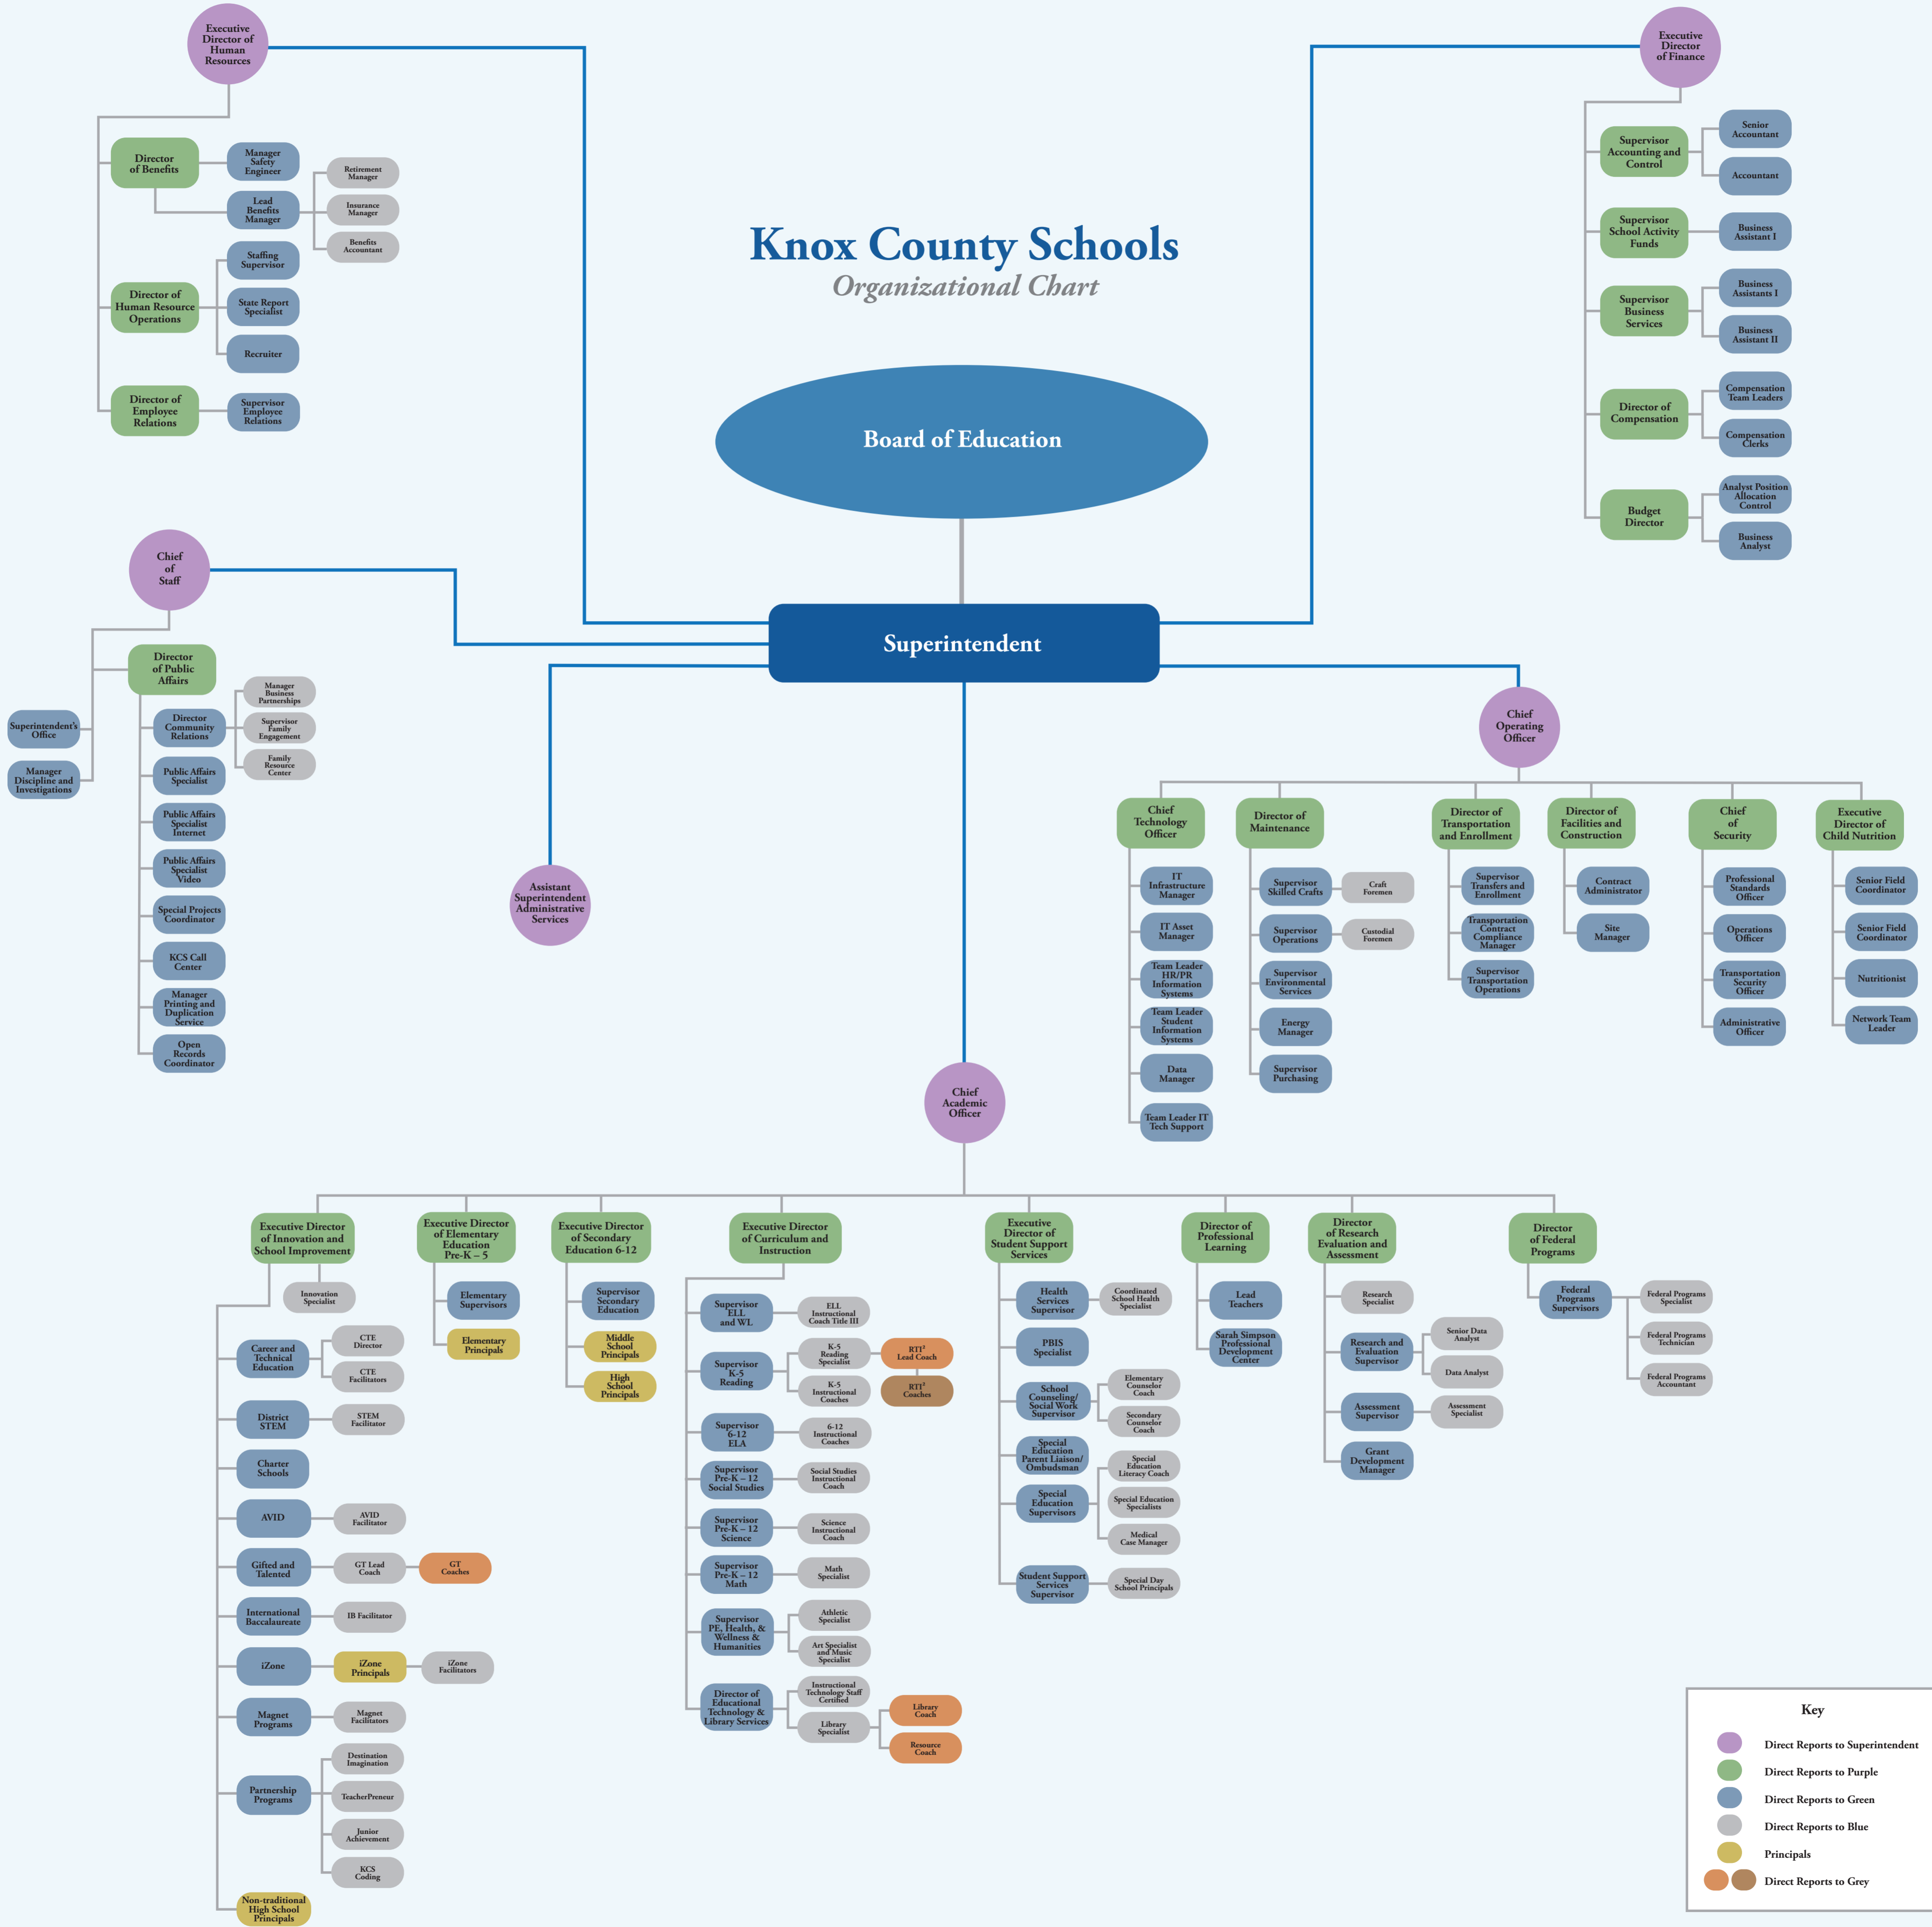 Knox County Schools
Organizational Chart
Board of Education
Superintendent
Executive
Director of
Human
Resources
Director
of Benefits
Manager
Safety
Engineer
Lead
Benefits
Manager
Retirement
Manager
Insurance
Manager
Benefits
Accountant
Director of
Human Resource
Operations
Staffing
Supervisor
State Report
Specialist
Recruiter
Director of
Employee
Relations
Supervisor
Employee
Relations
Executive
Director
of Finance
Supervisor
Accounting and
Control
Senior
Accountant
Accountant
Supervisor
School Activity
Funds
Business
Assistant I
Supervisor
Business
Services
Business
Assistants I
Business
Assistant II
Director of
Compensation
Compensation
Team Leaders
Compensation
Clerks
Budget
Director
Analyst Position
Allocation
Control
Business
Analyst
Chief
of
Staff
Director
of Public
Affairs
Superintendent's
Office
Manager
Discipline and
Investigations
Director
Community
Relations
Manager
Business
Partnerships
Supervisor
Family
Engagement
Family
Resource
Center
Public Affairs
Specialist
Public Affairs
Specialist
Internet
Public Affairs
Specialist
Video
Special Projects
Coordinator
KCS Call
Center
Manager
Printing and
Duplication
Service
Open
Records
Coordinator
Assistant
Superintendent
Administrative
Services
Chief
Operating
Officer
Chief
Technology
Officer
IT
Infrastructure
Manager
IT Asset
Manager
Team Leader
HR/PR
Information
Systems
Team Leader
Student
Information
Systems
Data
Manager
Team Leader IT
Tech Support
Director of
Maintenance
Supervisor
Skilled Crafts
Craft
Foremen
Supervisor
Operations
Custodial
Foremen
Supervisor
Environmental
Services
Energy
Manager
Supervisor
Purchasing
Director of
Transportation
and Enrollment
Supervisor
Transfers and
Enrollment
Transportation
Contract
Compliance
Manager
Supervisor
Transportation
Operations
Director of
Facilities and
Construction
Contract
Administrator
Site
Manager
Chief
of
Security
Professional
Standards
Officer
Operations
Officer
Transportation
Security
Officer
Administrative
Officer
Executive
Director of
Child Nutrition
Senior Field
Coordinator
Senior Field
Coordinator
Nutritionist
Network Team
Leader
Chief
Academic
Officer
Executive Director
of Innovation and
School Improvement
Innovation
Specialist
Career and
Technical
Education
CTE
Director
CTE
Facilitators
District
STEM
STEM
Facilitator
Charter
Schools
AVID
AVID
Facilitator
Gifted and
Talented
GT Lead
Coach
GT
Coaches
International
Baccalaureate
IB Facilitator
iZone
iZone
Principals
iZone
Facilitators
Magnet
Programs
Magnet
Facilitators
Partnership
Programs
Destination
Imagination
TeacherPreneur
Junior
Achievement
KCS
Coding
Non-traditional
High School
Principals
Executive Director
of Elementary
Education
Pre-K – 5
Elementary
Supervisors
Elementary
Principals
Executive Director
of Secondary
Education 6-12
Supervisor
Secondary
Education
Middle
School
Principals
High
School
Principals
Executive Director
of Curriculum and
Instruction
Supervisor
ELL
and WL
ELL
Instructional
Coach Title III
Supervisor
K-5
Reading
K-5
Reading
Specialist
RTI²
Lead Coach
K-5
Instructional
Coaches
RTI²
Coaches
Supervisor
6-12
ELA
6-12
Instructional
Coaches
Supervisor
Pre-K – 12
Social Studies
Social Studies
Instructional
Coach
Supervisor
Pre-K – 12
Science
Science
Instructional
Coach
Supervisor
Pre-K – 12
Math
Math
Specialist
Supervisor
PE, Health, &
Wellness &
Humanities
Athletic
Specialist
Art Specialist
and Music
Specialist
Director of
Educational
Technology &
Library Services
Instructional
Technology Staff
Certified
Library
Specialist
Library
Coach
Resource
Coach
Executive
Director of
Student Support
Services
Health
Services
Supervisor
Coordinated
School Health
Specialist
PBIS
Specialist
School
Counseling/
Social Work
Supervisor
Elementary
Counselor
Coach
Secondary
Counselor
Coach
Special
Education
Parent Liaison/
Ombudsman
Special
Education
Supervisors
Special
Education
Literacy Coach
Special Education
Specialists
Medical
Case Manager
Student Support
Services
Supervisor
Special Day
School Principals
Director of
Professional
Learning
Lead
Teachers
Sarah Simpson
Professional
Development
Center
Director
of Research
Evaluation and
Assessment
Research
Specialist
Research and
Evaluation
Supervisor
Senior Data
Analyst
Data Analyst
Assessment
Supervisor
Assessment
Specialist
Grant
Development
Manager
Director
of Federal
Programs
Federal
Programs
Supervisors
Federal Programs
Specialist
Federal Programs
Technician
Federal Programs
Accountant
Key
Direct Reports to Superintendent
Direct Reports to Purple
Direct Reports to Green
Direct Reports to Blue
Principals
Direct Reports to Grey